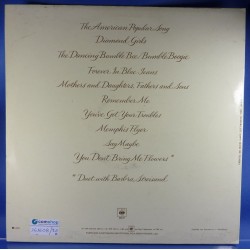 The American Popular Song
Diamond Girls
The Dancing Bumble Bee/Bumble Boogie
Forever In Blue Jeans
Mothers and Daughters, Fathers and Sons
Remember Me
You've Got Your Troubles
Memphis Flyer
Say Maybe
You Don't Bring Me Flowers *
* Duet with Barbra Streisand